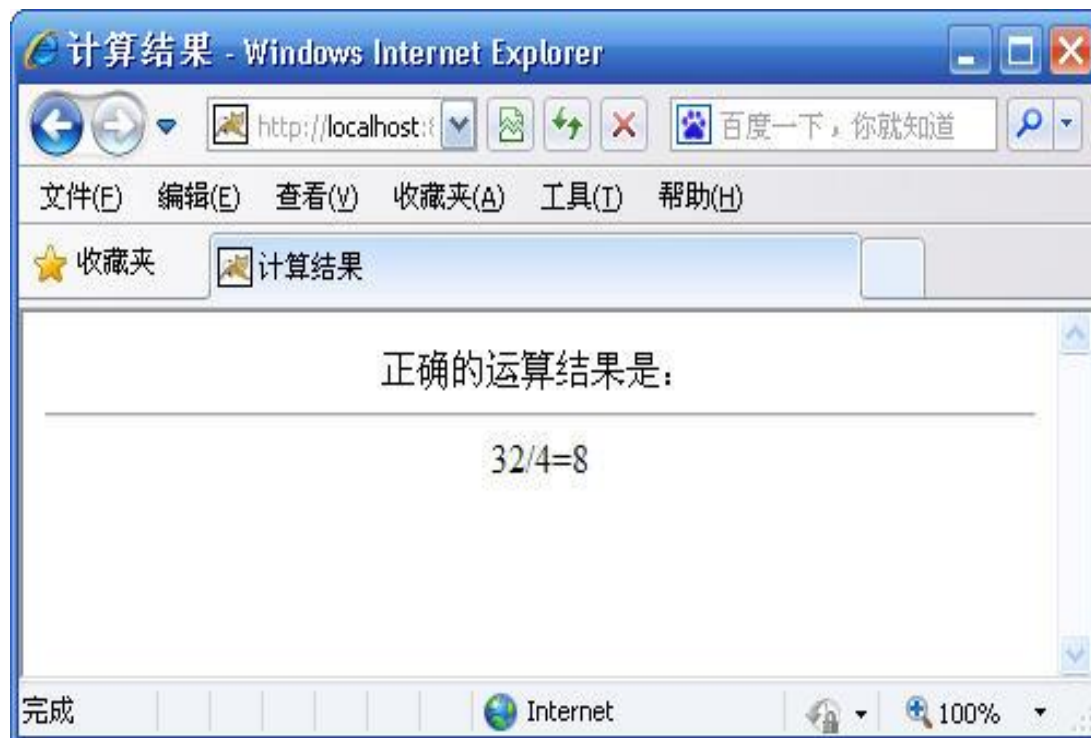 计算结果 - Windows Internet Explorer
http://localhost:8
百度一下，你就知道
文件(F) 编辑(E) 查看(V) 收藏夹(A) 工具(T) 帮助(H)
收藏夹 计算结果
正确的运算结果是：
32/4=8
完成 Internet 100%